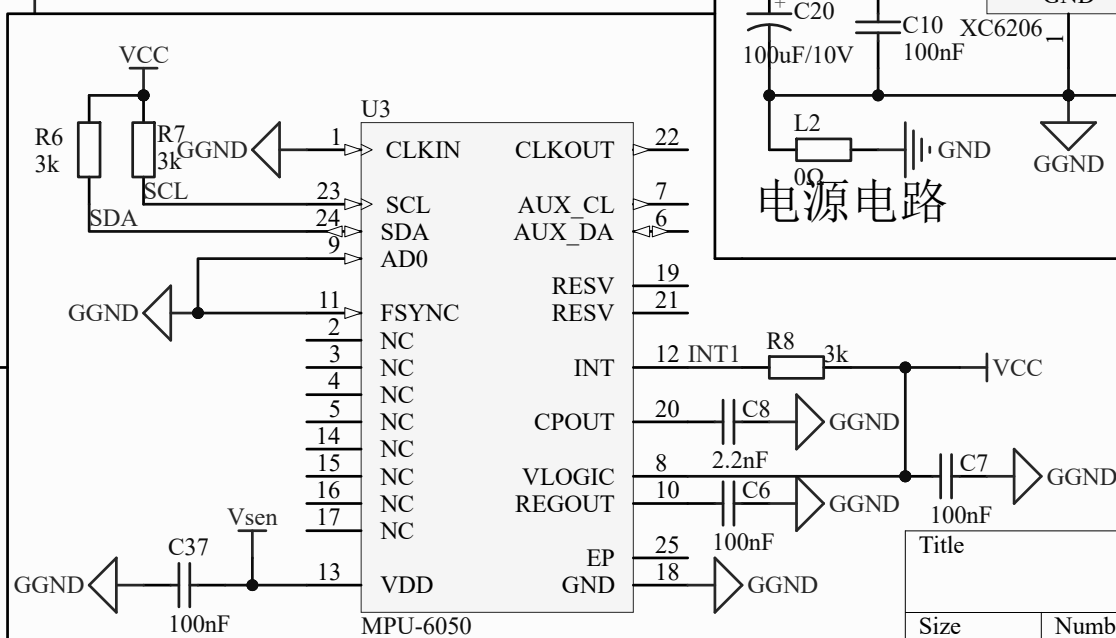 GND
C20
100uF/10V
C10
100nF
XC6206
1
L2
0Ω
GND
GGND
电源电路
VCC
R6
3k
R7
3k
GGND
SCL
SDA
U3
1 CLKIN CLKOUT 22
23 SCL AUX_CL 7
24 SDA AUX_DA 6
9 AD0
RESV 19
GGND 11 FSYNC RESV 21
2 NC
3 NC INT 12 INT1 R8 3k VCC
4 NC
5 NC CPOUT 20 C8 2.2nF GGND
14 NC
15 NC VLOGIC 8 C7 100nF GGND
16 NC REGOUT 10 C6 100nF GGND
17 NC
Vsen
EP 25
GGND C37 100nF 13 VDD GND 18 GGND
MPU-6050
Title
Size
Numb